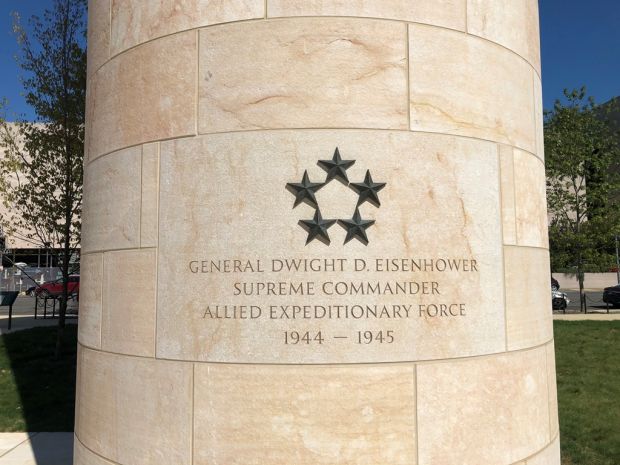 GENERAL DWIGHT D. EISENHOWER
SUPREME COMMANDER
ALLIED EXPEDITIONARY FORCE
1944 — 1945